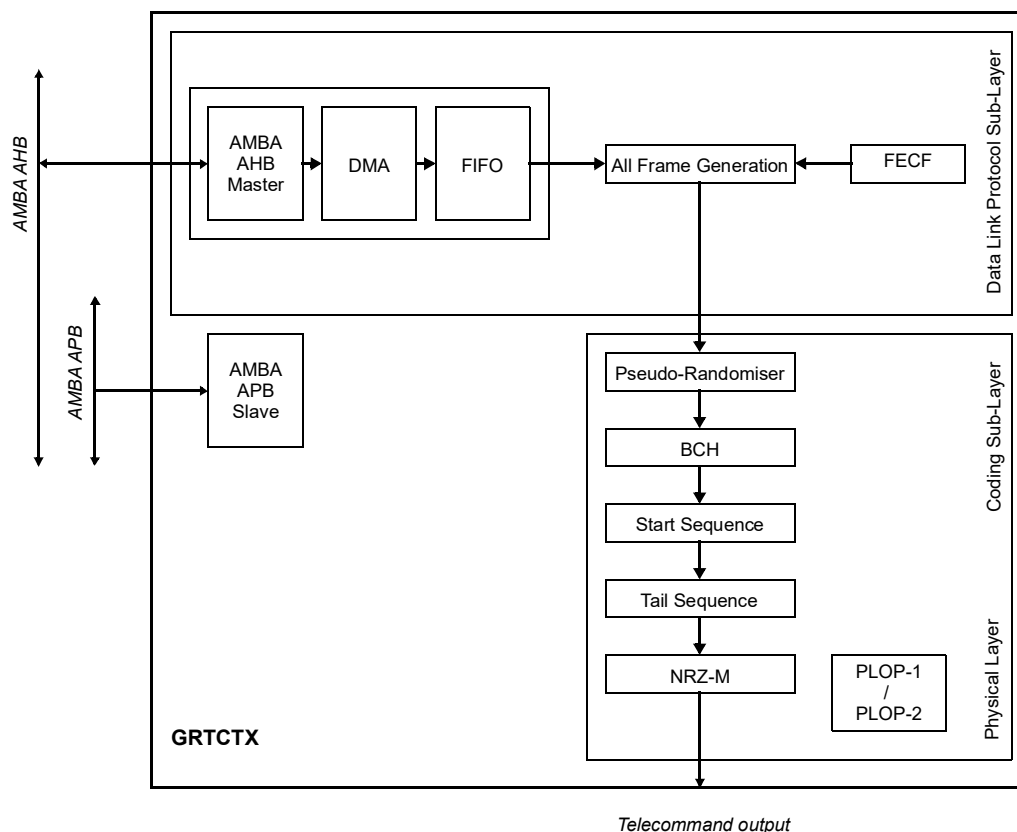 AMBA AHB
AMBA APB
AMBA
AHB
Master
DMA
FIFO
All Frame Generation
FECF
Data Link Protocol Sub-Layer
AMBA
APB
Slave
Pseudo-Randomiser
BCH
Start Sequence
Tail Sequence
NRZ-M
PLOP-1
/
PLOP-2
Coding Sub-Layer
Physical Layer
GRTCTX
Telecommand output